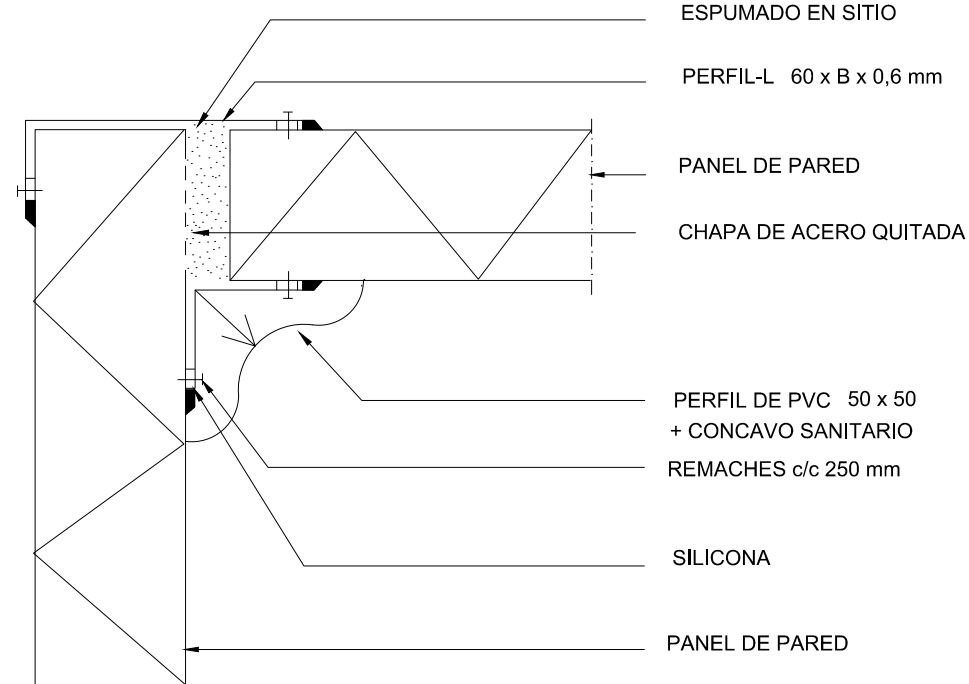 ESPUMADO EN SITIO
PERFIL-L 60 x B x 0,6 mm
PANEL DE PARED
CHAPA DE ACERO QUITADA
PERFIL DE PVC 50 x 50
+ CONCAVO SANITARIO
REMACHES c/c 250 mm
SILICONA
PANEL DE PARED